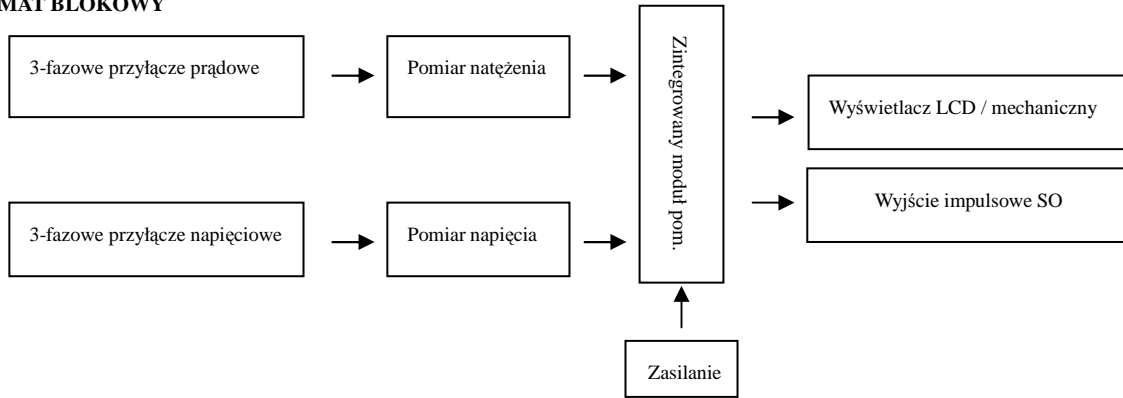 MAT BLOKOWY
3-fazowe przyłącze prądowe
Pomiar natężenia
Zintegrowany moduł pom.
Wyświetlacz LCD / mechaniczny
Wyjście impulsowe SO
3-fazowe przyłącze napięciowe
Pomiar napięcia
Zasilanie